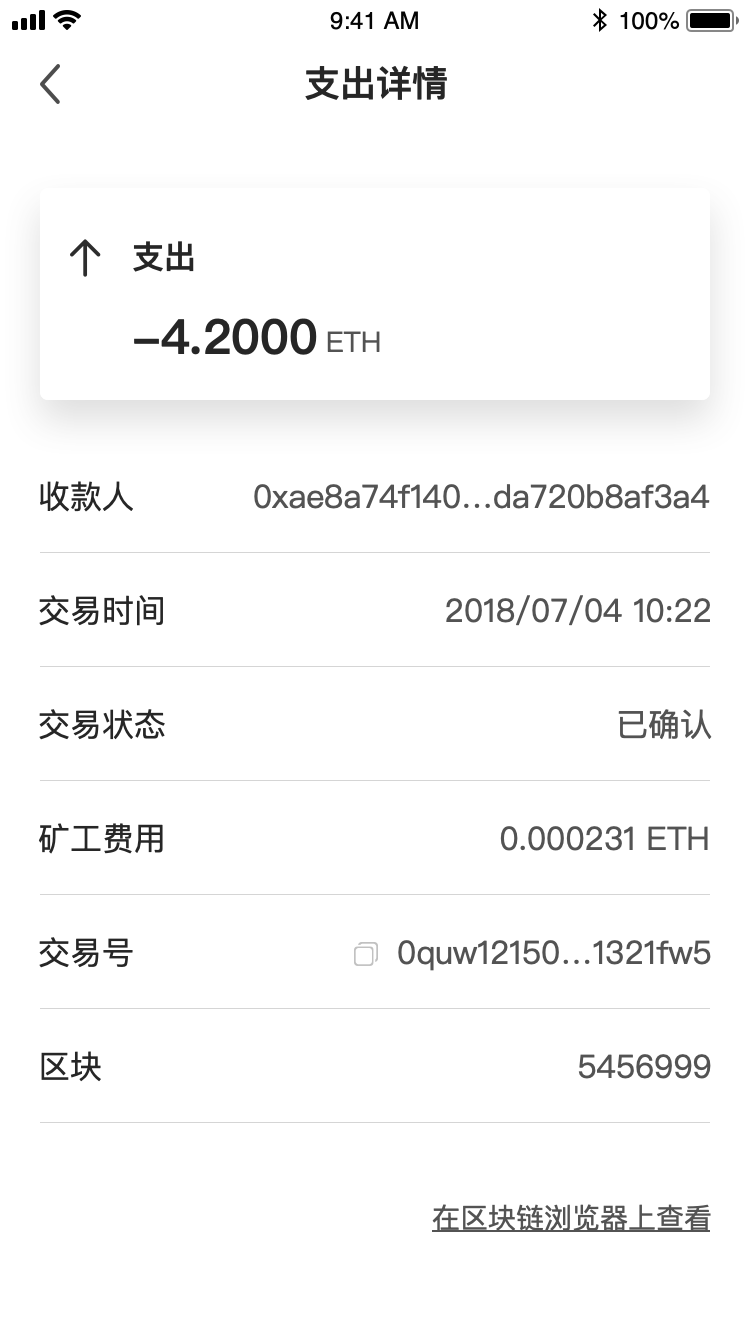 9:41 AM 100%
支出详情
支出
–4.2000 ETH
收款人 0xae8a74f140...da720b8af3a4
交易时间 2018/07/04 10:22
交易状态 已确认
矿工费用 0.000231 ETH
交易号 0quw12150...1321fw5
区块 5456999
在区块链浏览器上查看